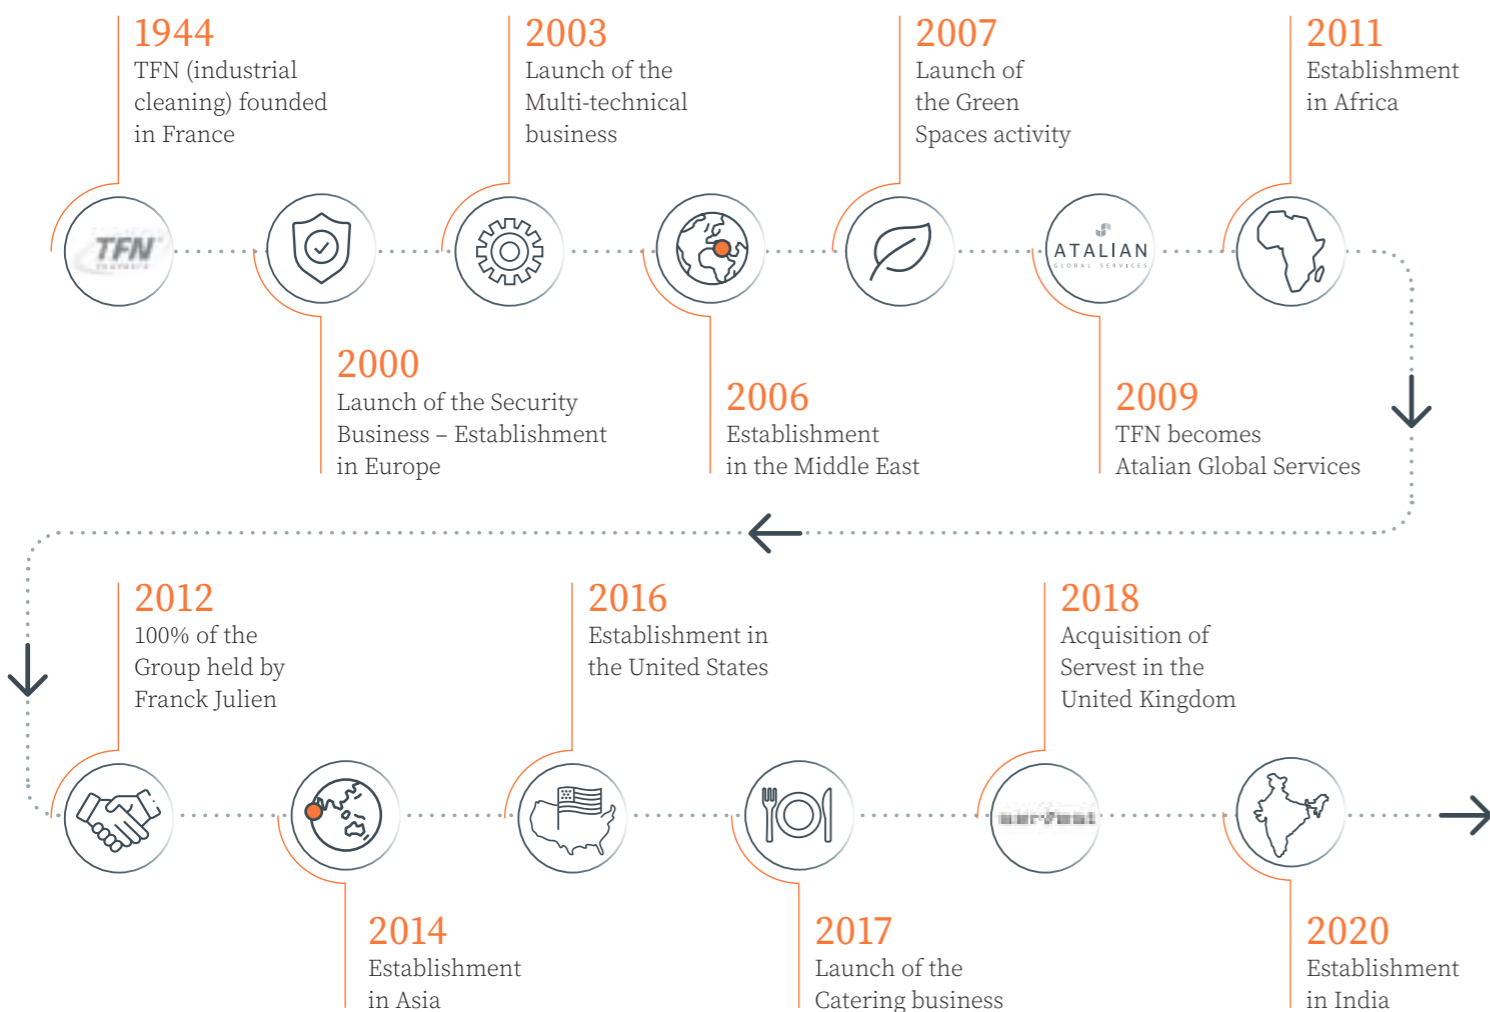 1944
TFN (industrial
cleaning) founded
in France
2003
Launch of the
Multi-technical
business
2007
Launch of
the Green
Spaces activity
2011
Establishment
in Africa
TFN
ATALIAN
GLOBAL SERVICES
2000
Launch of the Security
Business – Establishment
in Europe
2006
Establishment
in the Middle East
2009
TFN becomes
Atalian Global Services
2012
100% of the
Group held by
Franck Julien
2016
Establishment in
the United States
2018
Acquisition of
Servest in the
United Kingdom
2014
Establishment
in Asia
2017
Launch of the
Catering business
2020
Establishment
in India